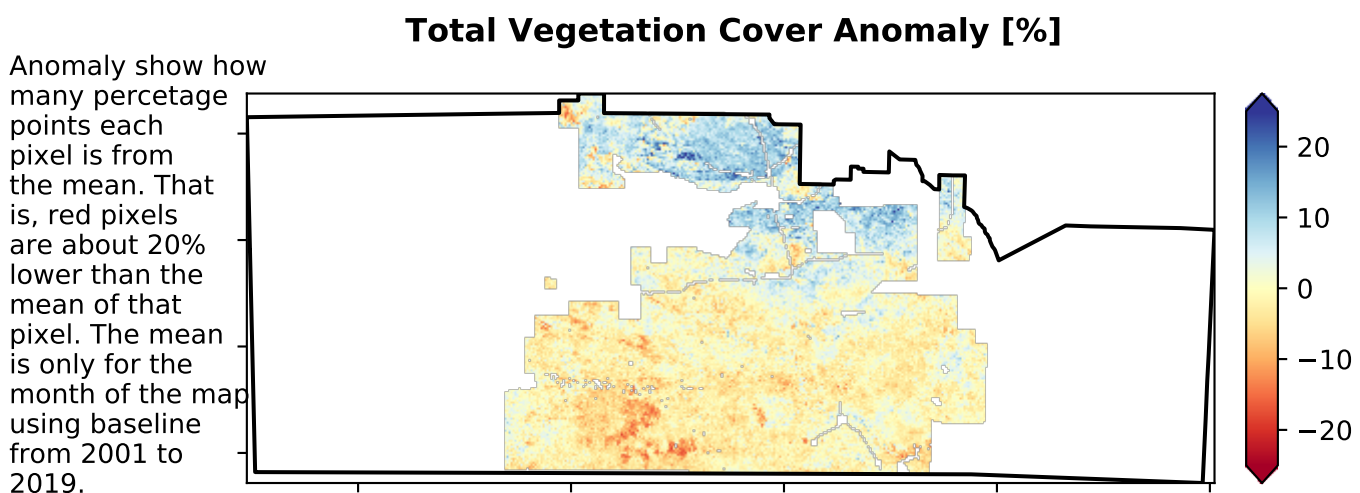 Total Vegetation Cover Anomaly [%]
Anomaly show how
many percetage
points each
pixel is from
the mean. That
is, red pixels
are about 20%
lower than the
mean of that
pixel. The mean
is only for the
month of the map
using baseline
from 2001 to
2019.
20
10
0
−10
−20